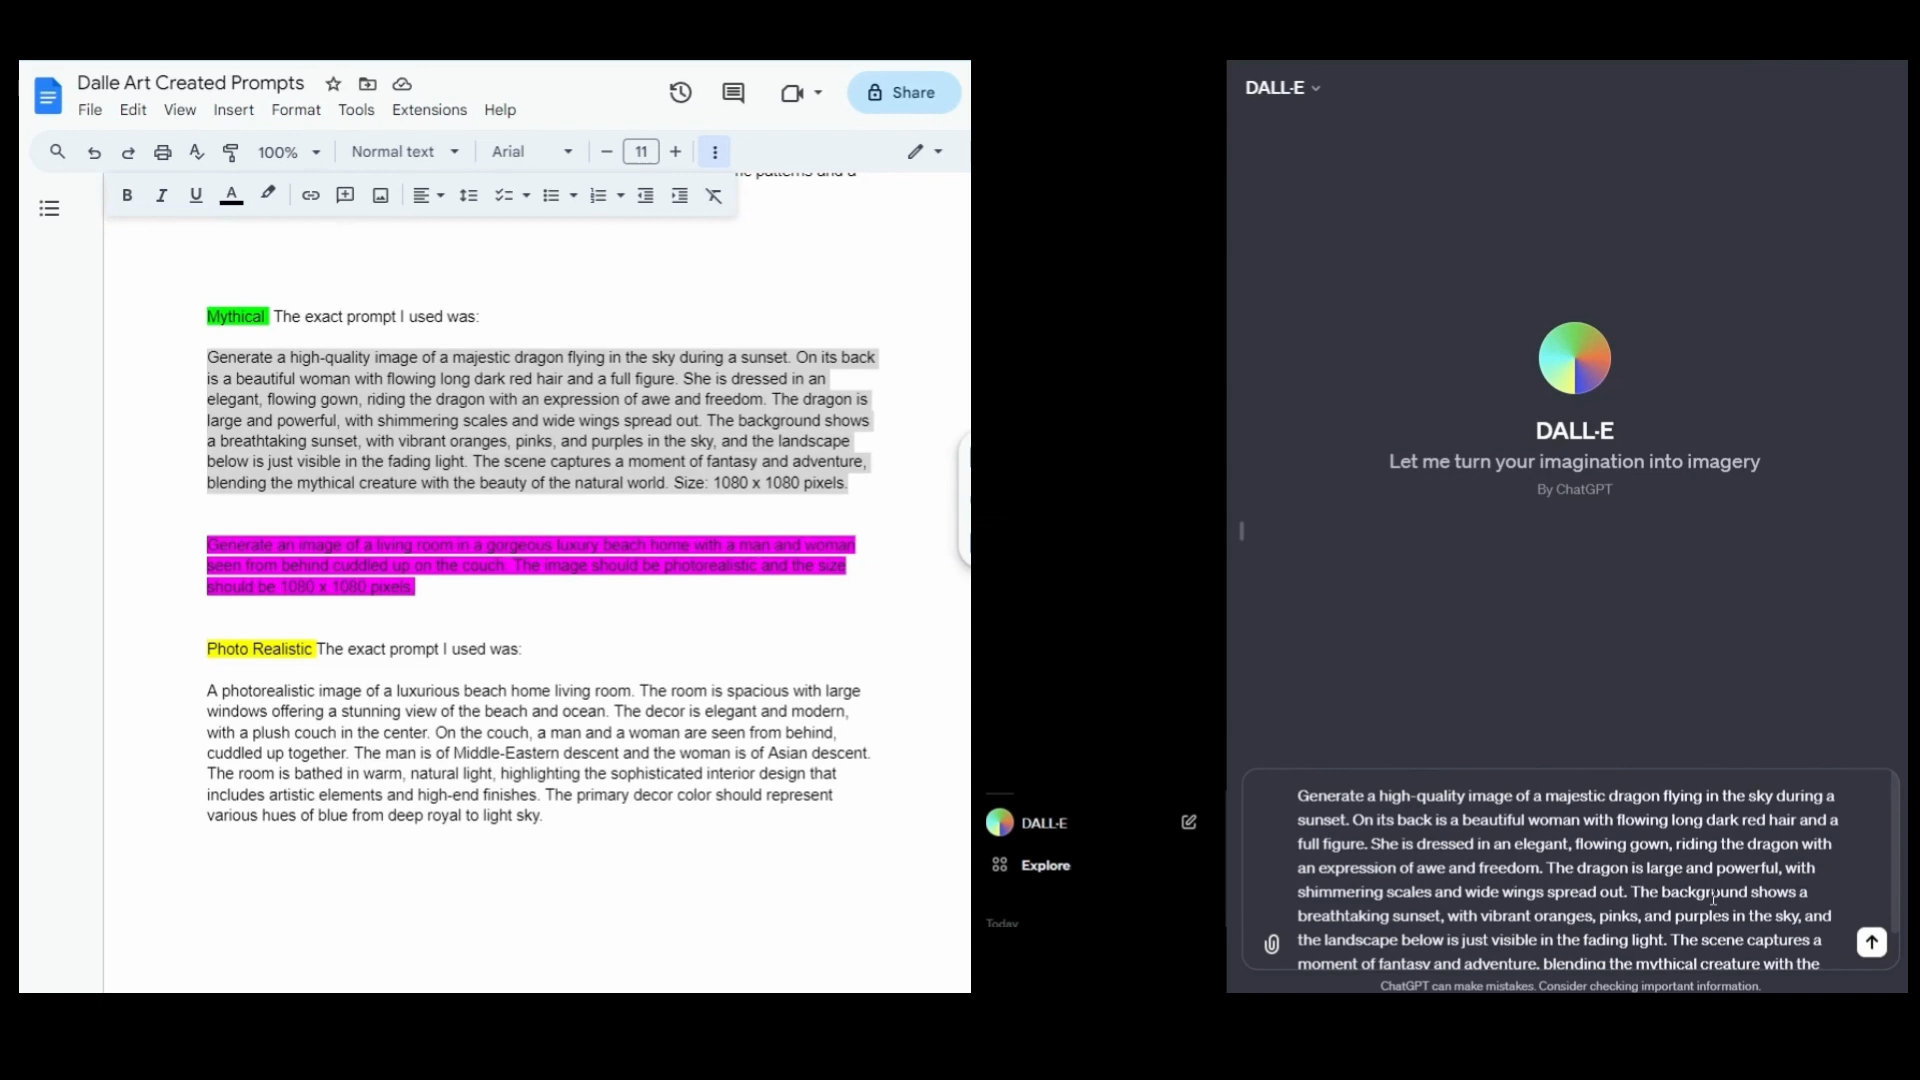 Dalle Art Created Prompts
Share
File Edit View Insert Format Tools Extensions Help
100% Normal text Arial 11
B I U A
Mythical The exact prompt I used was:
Generate a high-quality image of a majestic dragon flying in the sky during a sunset. On its back
is a beautiful woman with flowing long dark red hair and a full figure. She is dressed in an
elegant, flowing gown, riding the dragon with an expression of awe and freedom. The dragon is
large and powerful, with shimmering scales and wide wings spread out. The background shows
a breathtaking sunset, with vibrant oranges, pinks, and purples in the sky, and the landscape
below is just visible in the fading light. The scene captures a moment of fantasy and adventure,
blending the mythical creature with the beauty of the natural world. Size: 1080 x 1080 pixels.
Generate an image of a living room in a gorgeous luxury beach home with a man and woman
seen from behind cuddled up on the couch. The image should be photorealistic and the size
should be 1080 x 1080 pixels.
Photo Realistic The exact prompt I used was:
A photorealistic image of a luxurious beach home living room. The room is spacious with large
windows offering a stunning view of the beach and ocean. The decor is elegant and modern,
with a plush couch in the center. On the couch, a man and a woman are seen from behind,
cuddled up together. The man is of Middle-Eastern descent and the woman is of Asian descent.
The room is bathed in warm, natural light, highlighting the sophisticated interior design that
includes artistic elements and high-end finishes. The primary decor color should represent
various hues of blue from deep royal to light sky.
DALL·E
Explore
Today
DALL·E
DALL·E
Let me turn your imagination into imagery
By ChatGPT
Generate a high-quality image of a majestic dragon flying in the sky during a
sunset. On its back is a beautiful woman with flowing long dark red hair and a
full figure. She is dressed in an elegant, flowing gown, riding the dragon with
an expression of awe and freedom. The dragon is large and powerful, with
shimmering scales and wide wings spread out. The background shows a
breathtaking sunset, with vibrant oranges, pinks, and purples in the sky, and
the landscape below is just visible in the fading light. The scene captures a
moment of fantasy and adventure, blending the mythical creature with the
ChatGPT can make mistakes. Consider checking important information.